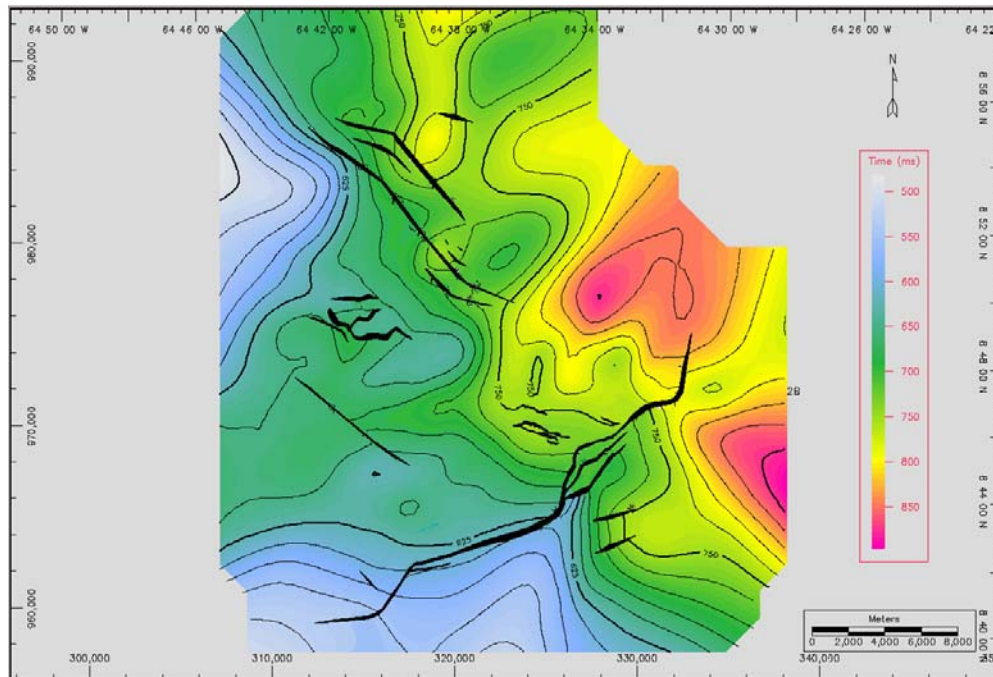 64 50 00 W
64 46 00 W
64 42 00 W
64 38 00 W
64 34 00 W
64 30 00 W
64 26 00 W
64 22
750
750
N
8 56 00 N
8 52 00 N
8 48 00 N
8 44 00 N
8 40 00 N
980,000
960,000
Time (ms)
500
550
600
650
700
750
800
850
625
750
750
750
28
625
625
750
Meters
0 2,000 4,000 6,000 8,000
300,000
310,000
320,000
330,000
340,000